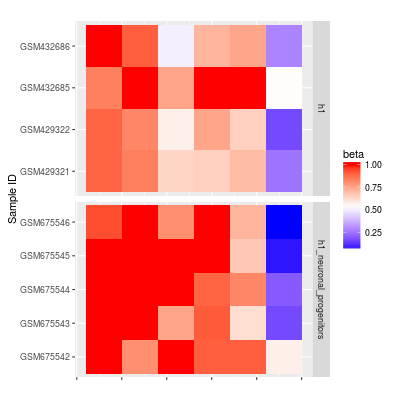 GSM432686
GSM432685
GSM429322
GSM429321
h1
GSM675546
GSM675545
GSM675544
GSM675543
GSM675542
h1_neuronal_progenitors
Sample ID
beta
1.00
0.75
0.50
0.25